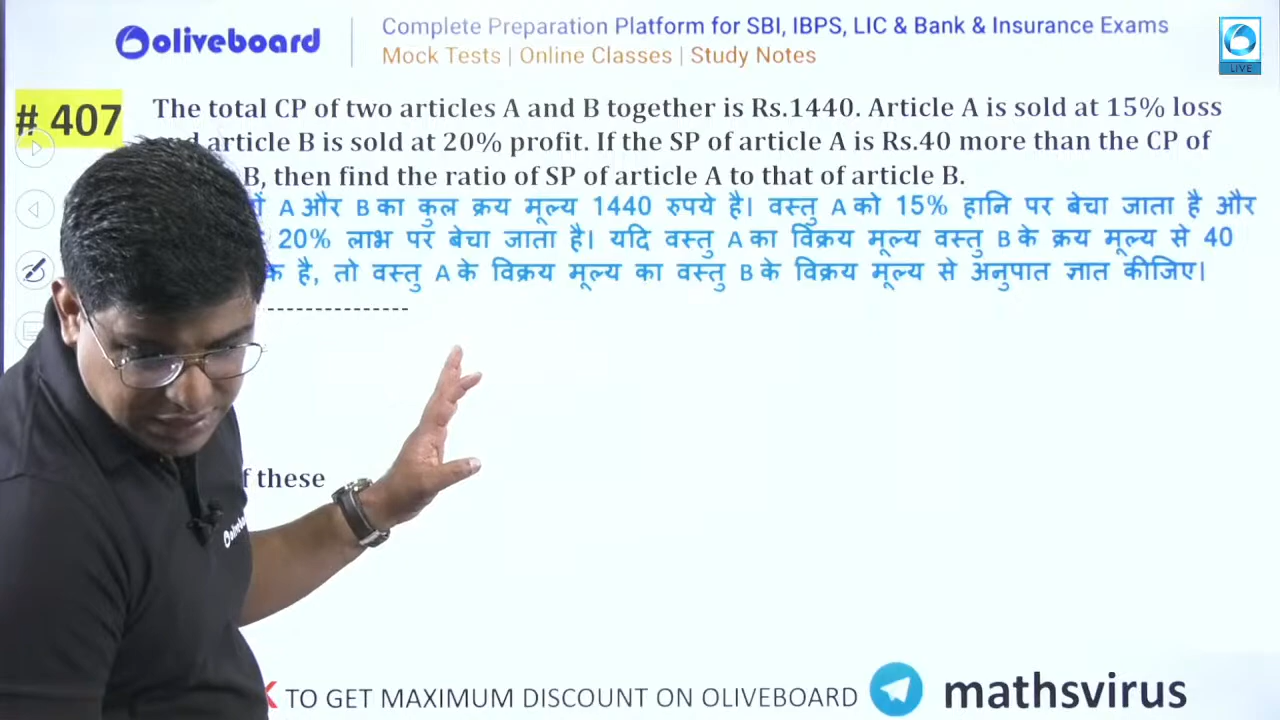 oliveboard
Complete Preparation Platform for SBI, IBPS, LIC & Bank & Insurance Exams
Mock Tests | Online Classes | Study Notes
LIVE
# 407
The total CP of two articles A and B together is Rs.1440. Article A is sold at 15% loss
article B is sold at 20% profit. If the SP of article A is Rs.40 more than the CP of
B, then find the ratio of SP of article A to that of article B.
A और B का कुल क्रय मूल्य 1440 रुपये है। वस्तु A को 15% हानि पर बेचा जाता है और
20% लाभ पर बेचा जाता है। यदि वस्तु A का विक्रय मूल्य वस्तु B के क्रय मूल्य से 40
है, तो वस्तु A के विक्रय मूल्य का वस्तु B के विक्रय मूल्य से अनुपात ज्ञात कीजिए।
these
TO GET MAXIMUM DISCOUNT ON OLIVEBOARD
mathsvirus